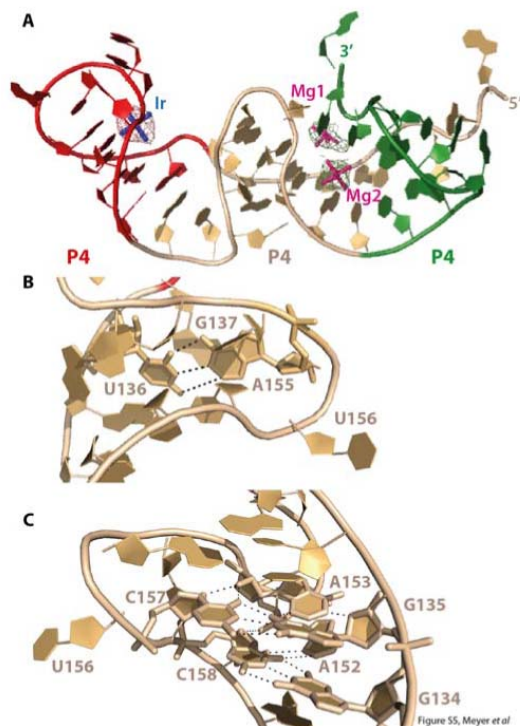 A
3'
5'
Ir
Mg1
Mg2
P4
P4
P4
B
G137
U136
A155
U156
C
A153
C157
G135
U156
A152
C158
G134
Figure S5, Meyer et al